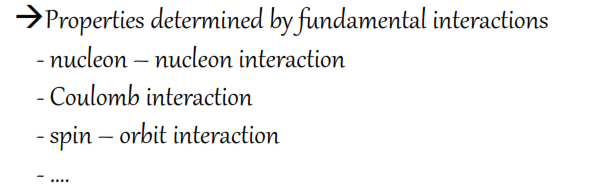 →Properties determined by fundamental interactions
- nucleon – nucleon interaction
- Coulomb interaction
- spin – orbit interaction
- ....